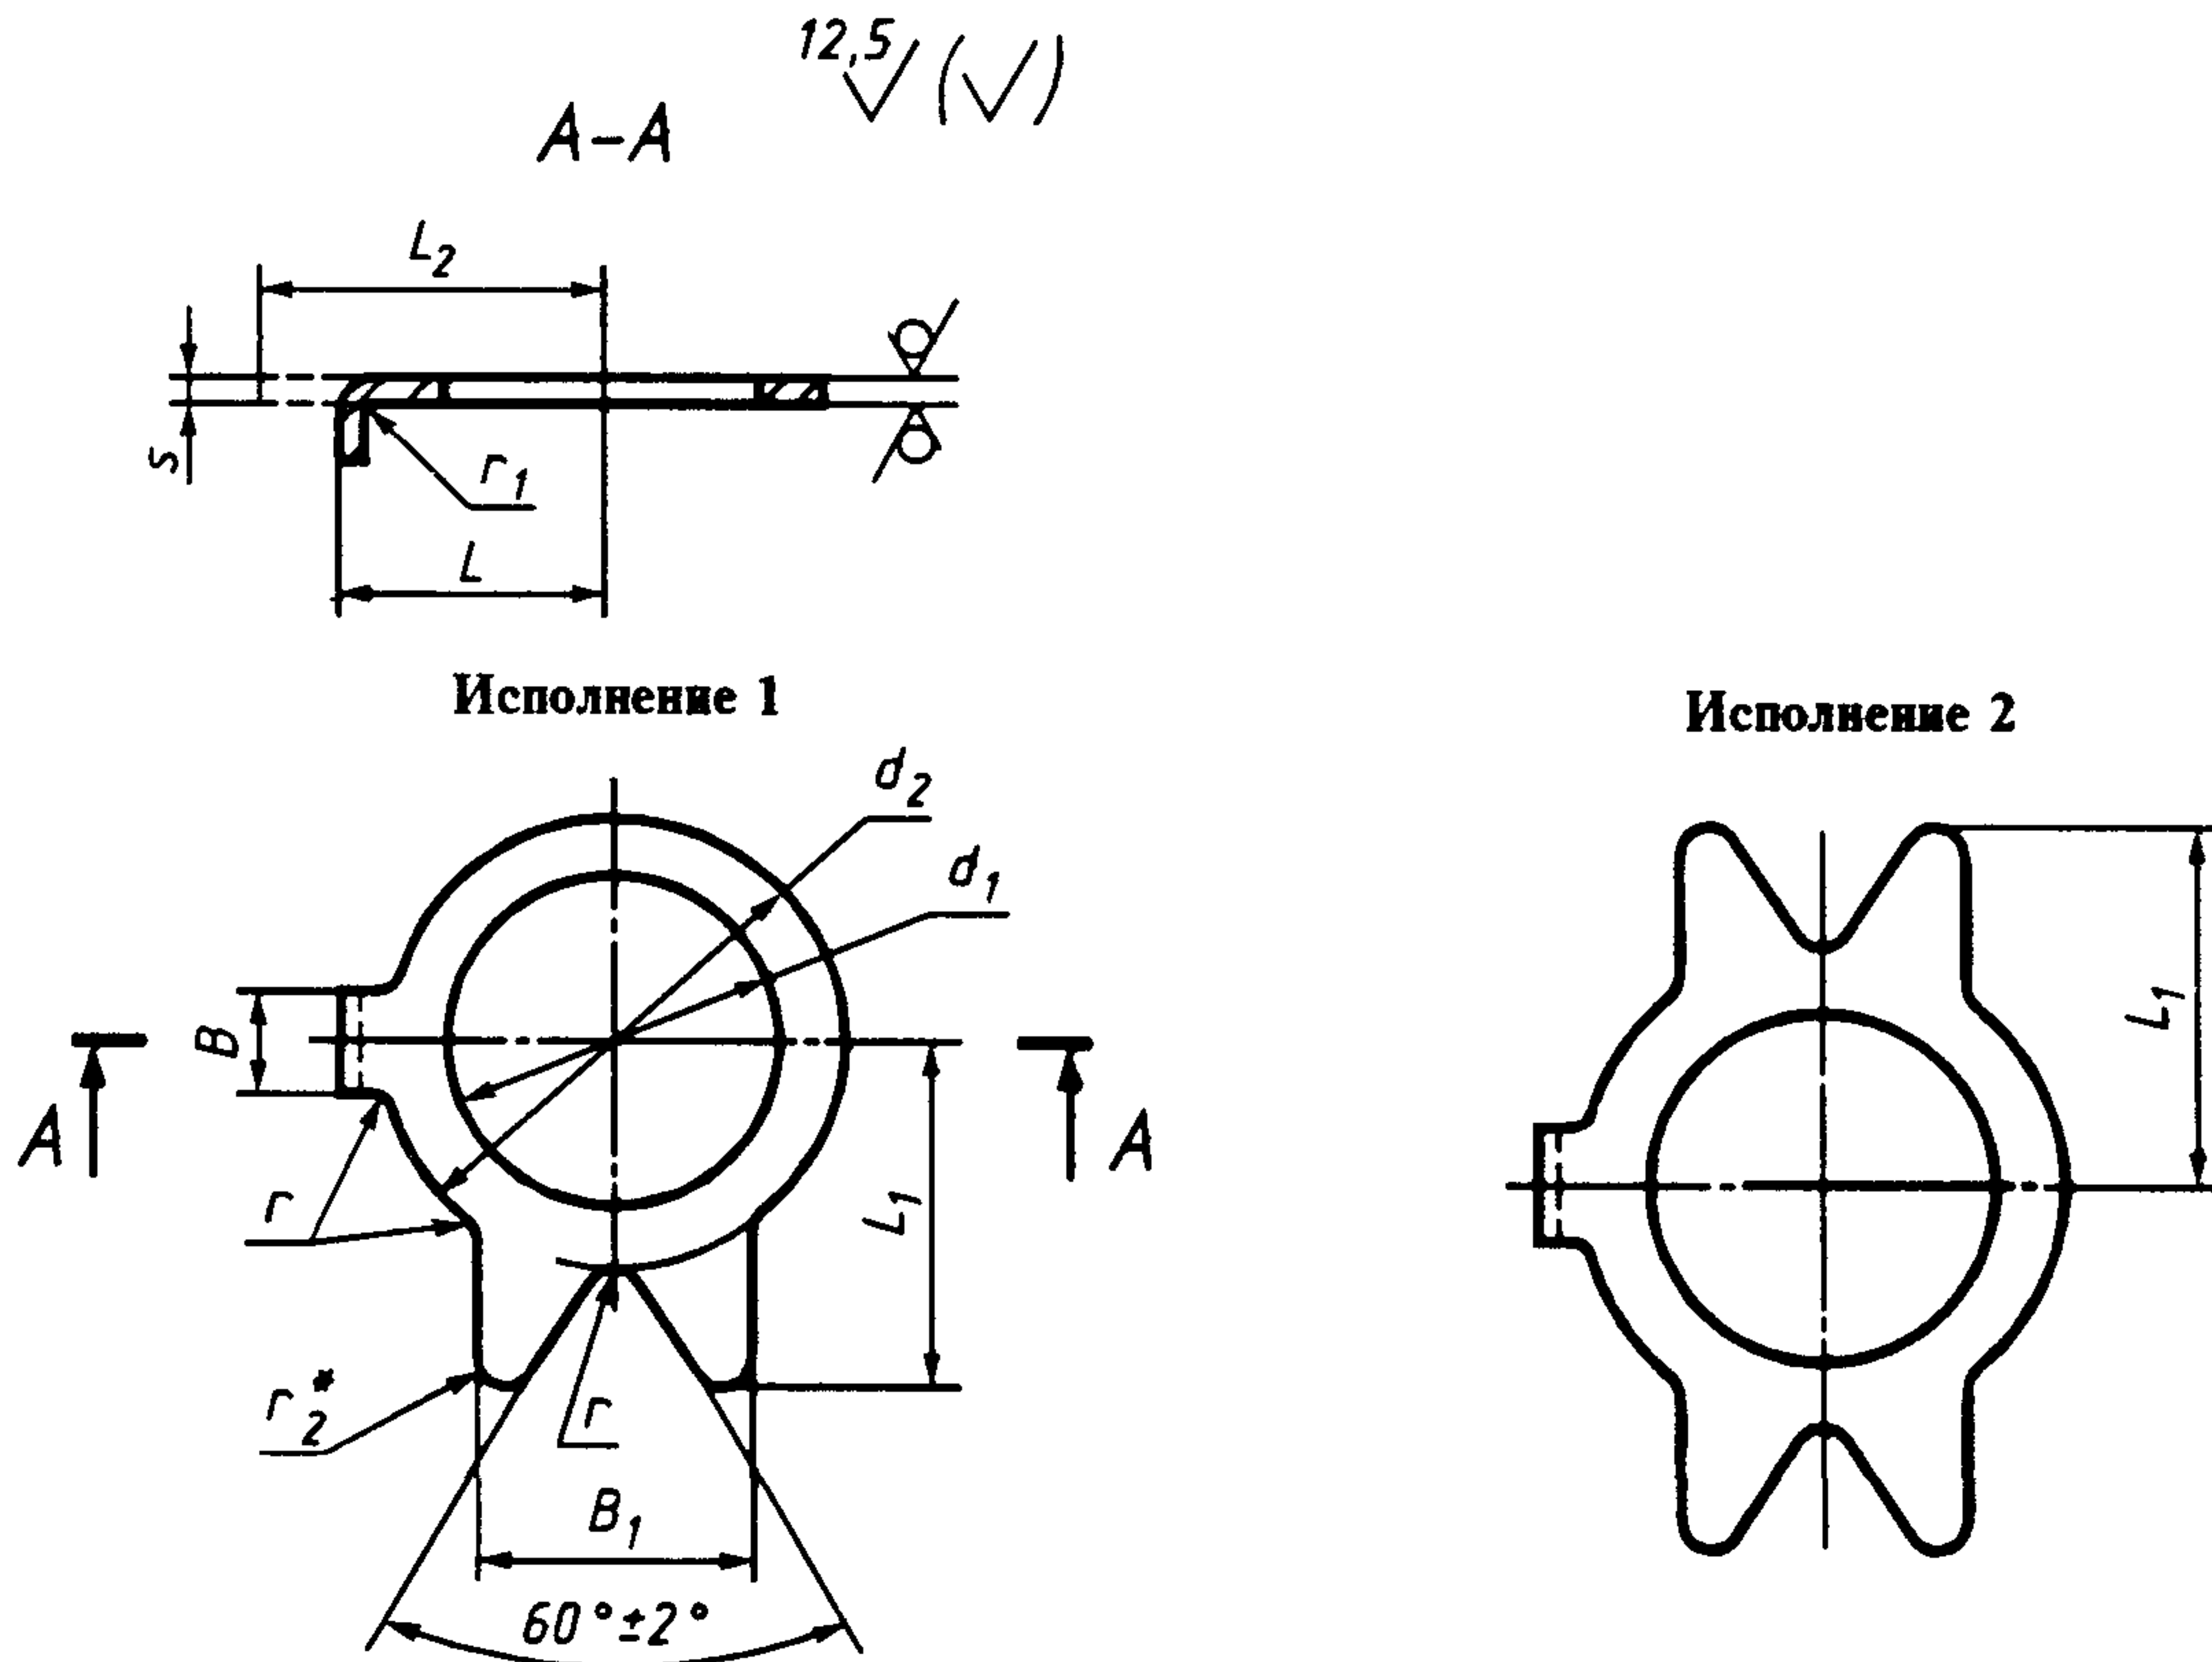 12,5
A–A
L2
s
r1
L
Исполнение 1
Исполнение 2
d2
d1
B
A
A
r
L1
L1
r2*
r
B1
60°±2°